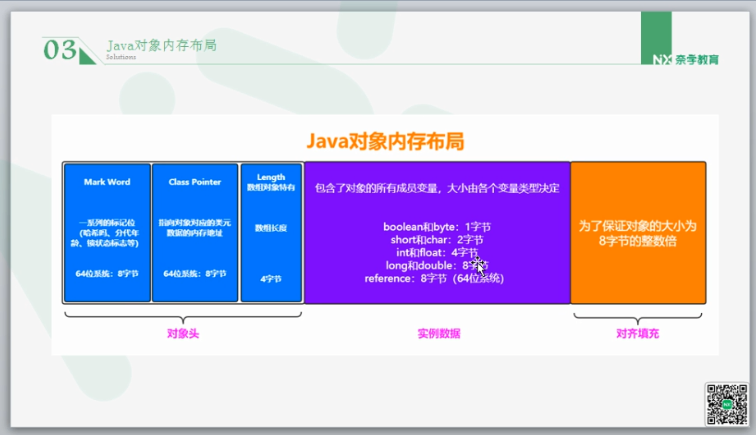 03
Java对象内存布局
Solutions
NX 奈学教育
Java对象内存布局
Mark Word
一系列的标记位
（哈希码、分代年
龄、锁状态标志等）
64位系统：8字节
Class Pointer
指向对象对应的类元
数据的内存地址
64位系统：8字节
Length
数组对象特有
数组长度
4字节
包含了对象的所有成员变量，大小由各个变量类型决定
boolean和byte：1字节
short和char：2字节
int和float：4字节
long和double：8字节
reference：8字节（64位系统）
为了保证对象的大小为
8字节的整数倍
对象头
实例数据
对齐填充